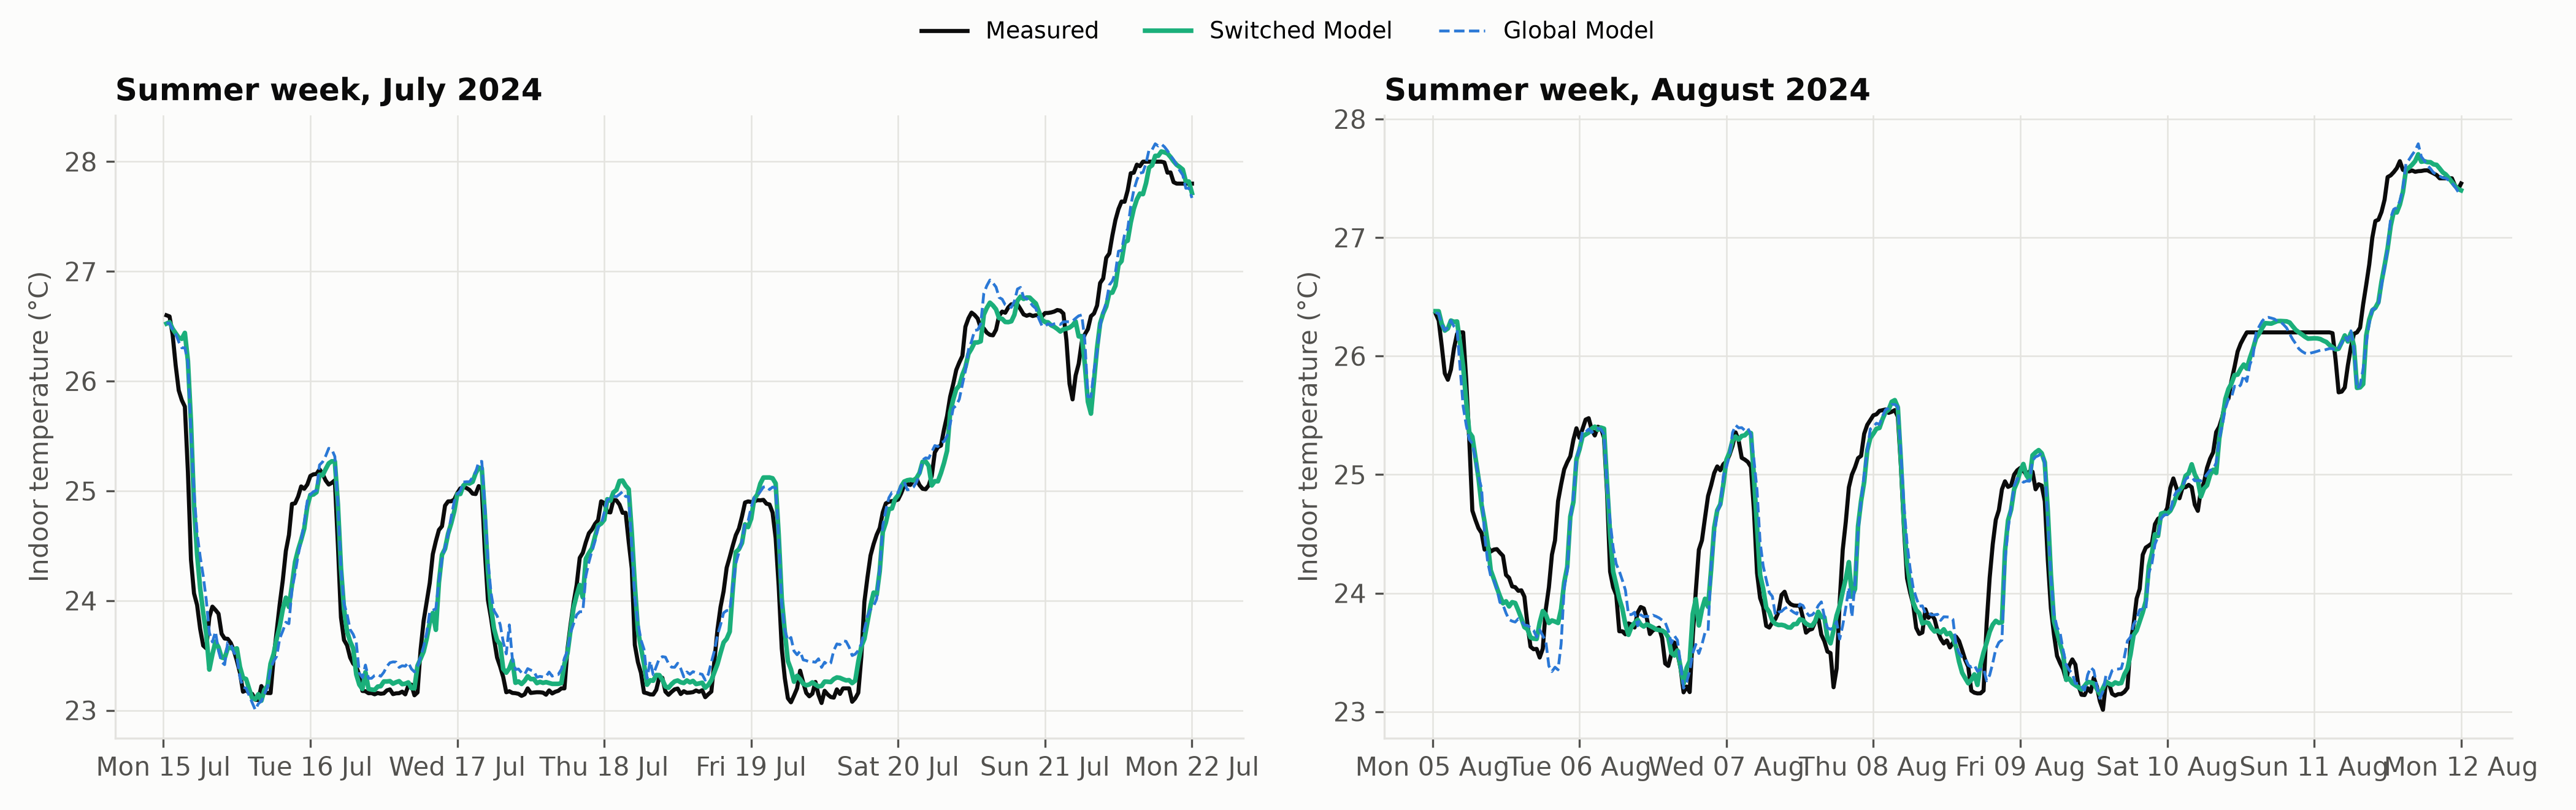 Measured Switched Model Global Model
Summer week, July 2024
Indoor temperature (°C)
28
27
26
25
24
23
Mon 15 Jul Tue 16 Jul Wed 17 Jul Thu 18 Jul Fri 19 Jul Sat 20 Jul Sun 21 Jul Mon 22 Jul
Summer week, August 2024
Indoor temperature (°C)
28
27
26
25
24
23
Mon 05 Aug Tue 06 Aug Wed 07 Aug Thu 08 Aug Fri 09 Aug Sat 10 Aug Sun 11 Aug Mon 12 Aug